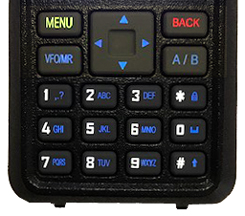 MENU BACK
VFO/MR A/B
1 ..? 2 ABC 3 DEF *
4 GHI 5 JKL 6 MNO 0
7 PQRS 8 TUV 9 WXYZ #